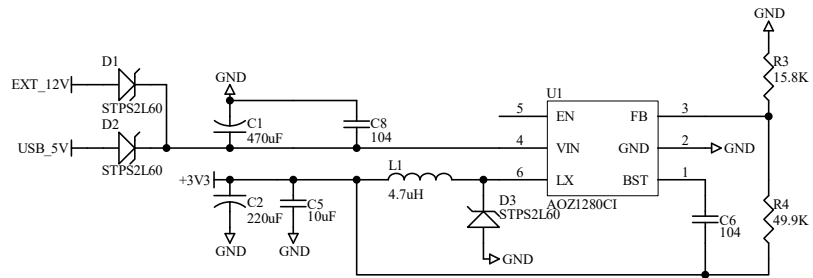 GND
D1
R3
15.8K
EXT_12V
GND
U1
STPS2L60
D2
C1
470uF
C8
104
5
EN
FB
3
USB_5V
4
VIN
GND
2
GND
STPS2L60
+3V3
L1
4.7uH
6
LX
BST
1
C2
220uF
C5
10uF
D3
STPS2L60
AOZ1280CI
C6
104
R4
49.9K
GND
GND
GND